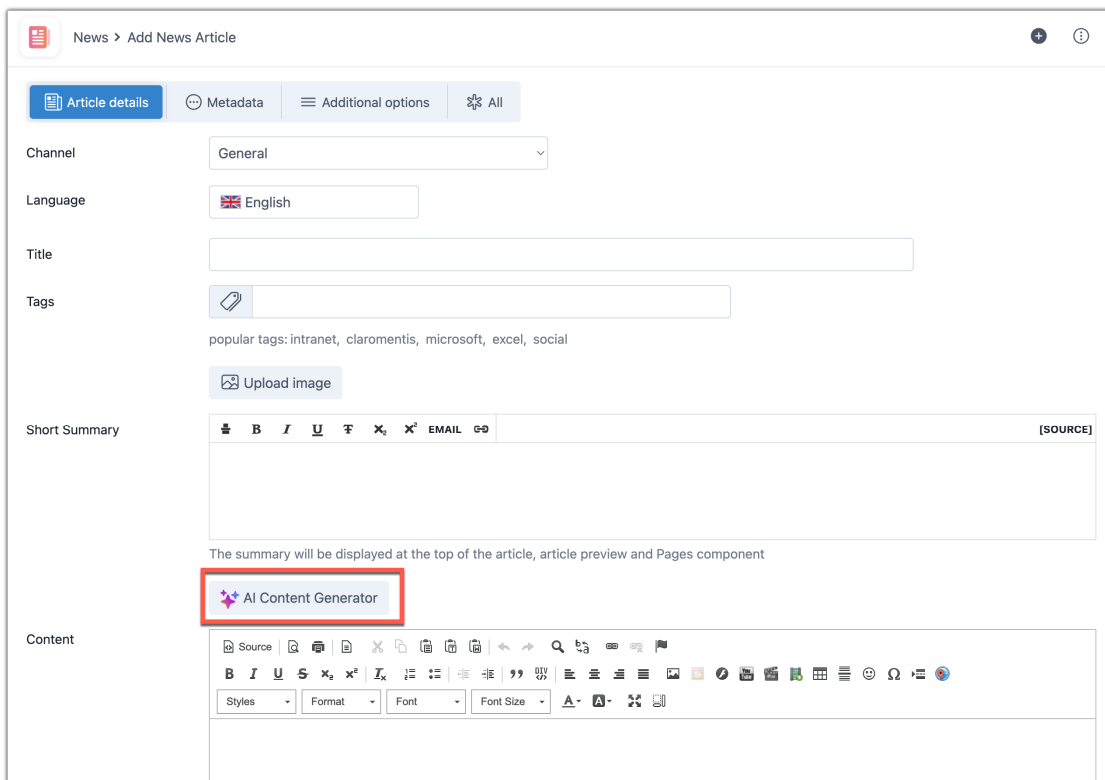 News > Add News Article
Article details Metadata Additional options All
Channel General
Language English
Title
Tags
popular tags: intranet, claromentis, microsoft, excel, social
Upload image
Short Summary B I U T X₂ X² EMAIL [SOURCE]
The summary will be displayed at the top of the article, article preview and Pages component
AI Content Generator
Content Source
B I U S x₂ x² Ix DIV Ω
Styles Format Font Font Size A A